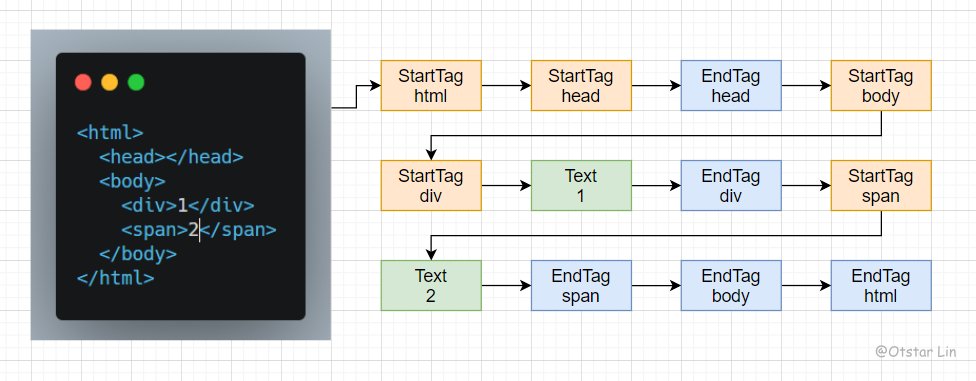 <html>
<head></head>
<body>
<div>1</div>
<span>2</span>
</body>
</html>
StartTag
html
StartTag
head
EndTag
head
StartTag
body
StartTag
div
Text
1
EndTag
div
StartTag
span
Text
2
EndTag
span
EndTag
body
EndTag
html
@Otstar Lin